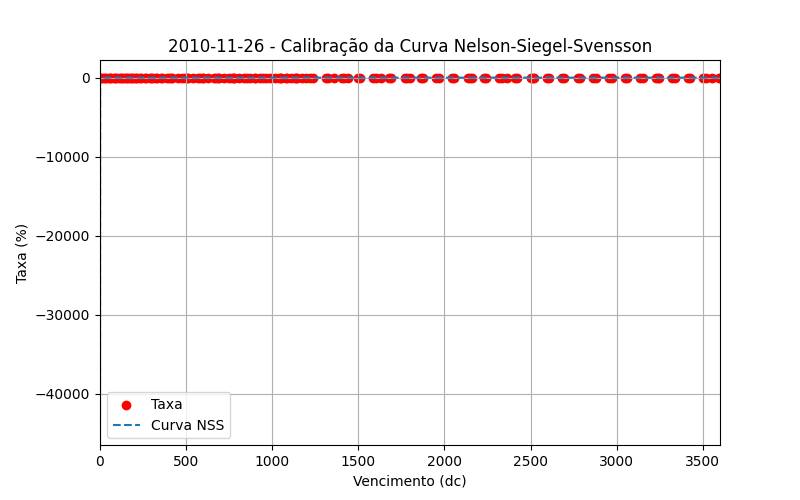 2010-11-26 - Calibração da Curva Nelson-Siegel-Svensson
Taxa (%)
0
−10000
−20000
−30000
−40000
Taxa
Curva NSS
0 500 1000 1500 2000 2500 3000 3500
Vencimento (dc)